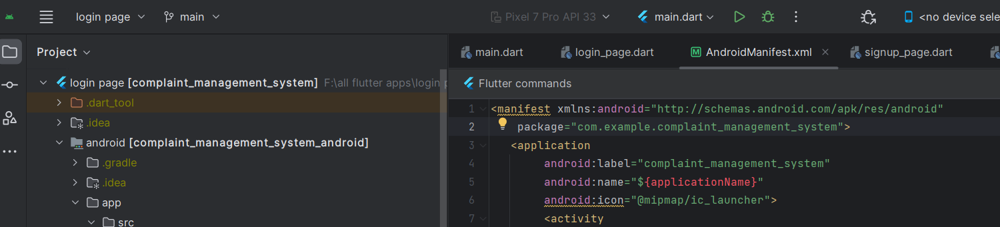 login page
main
Pixel 7 Pro API 33
main.dart
<no device sele
Project
main.dart
login_page.dart
AndroidManifest.xml
signup_page.dart
login page [complaint_management_system] F:\all flutter apps\login p
.dart_tool
.idea
android [complaint_management_system_android]
.gradle
.idea
app
src
Flutter commands
1 <manifest xmlns:android="http://schemas.android.com/apk/res/android"
2 package="com.example.complaint_management_system">
3 <application
4 android:label="complaint_management_system"
5 android:name="${applicationName}"
6 android:icon="@mipmap/ic_launcher">
7 <activity